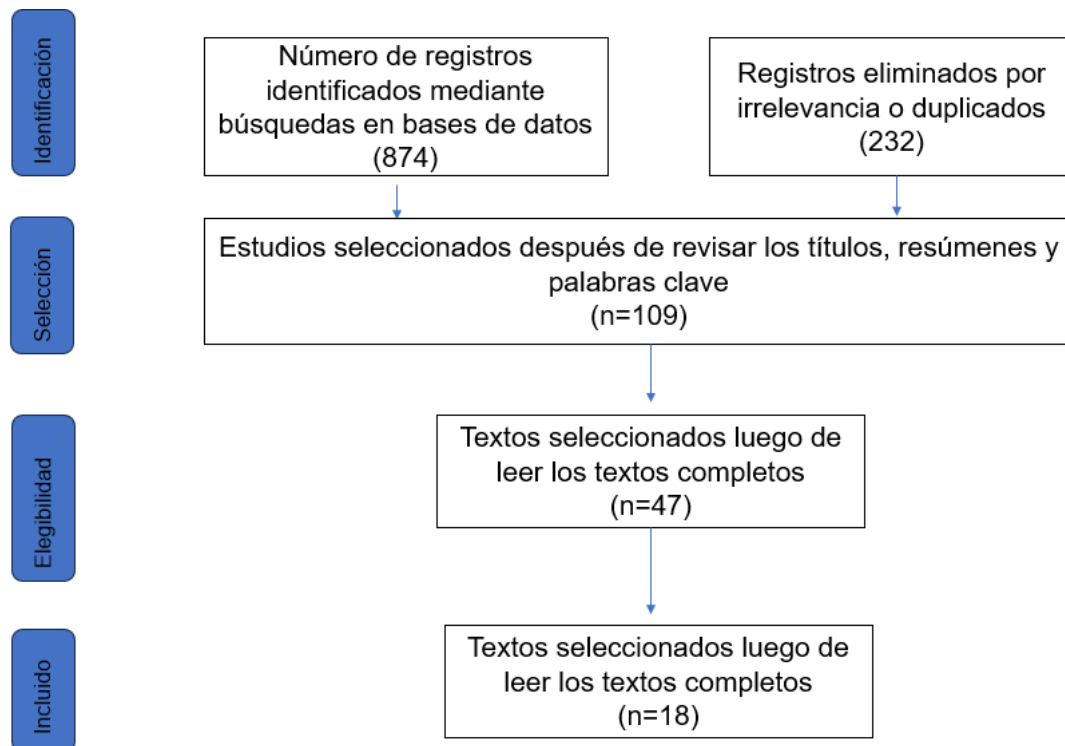 Identificación
Número de registros
identificados mediante
búsquedas en bases de datos
(874)
Registros eliminados por
irrelevancia o duplicados
(232)
Selección
Estudios seleccionados después de revisar los títulos, resúmenes y
palabras clave
(n=109)
Elegibilidad
Textos seleccionados luego de
leer los textos completos
(n=47)
Incluido
Textos seleccionados luego de
leer los textos completos
(n=18)